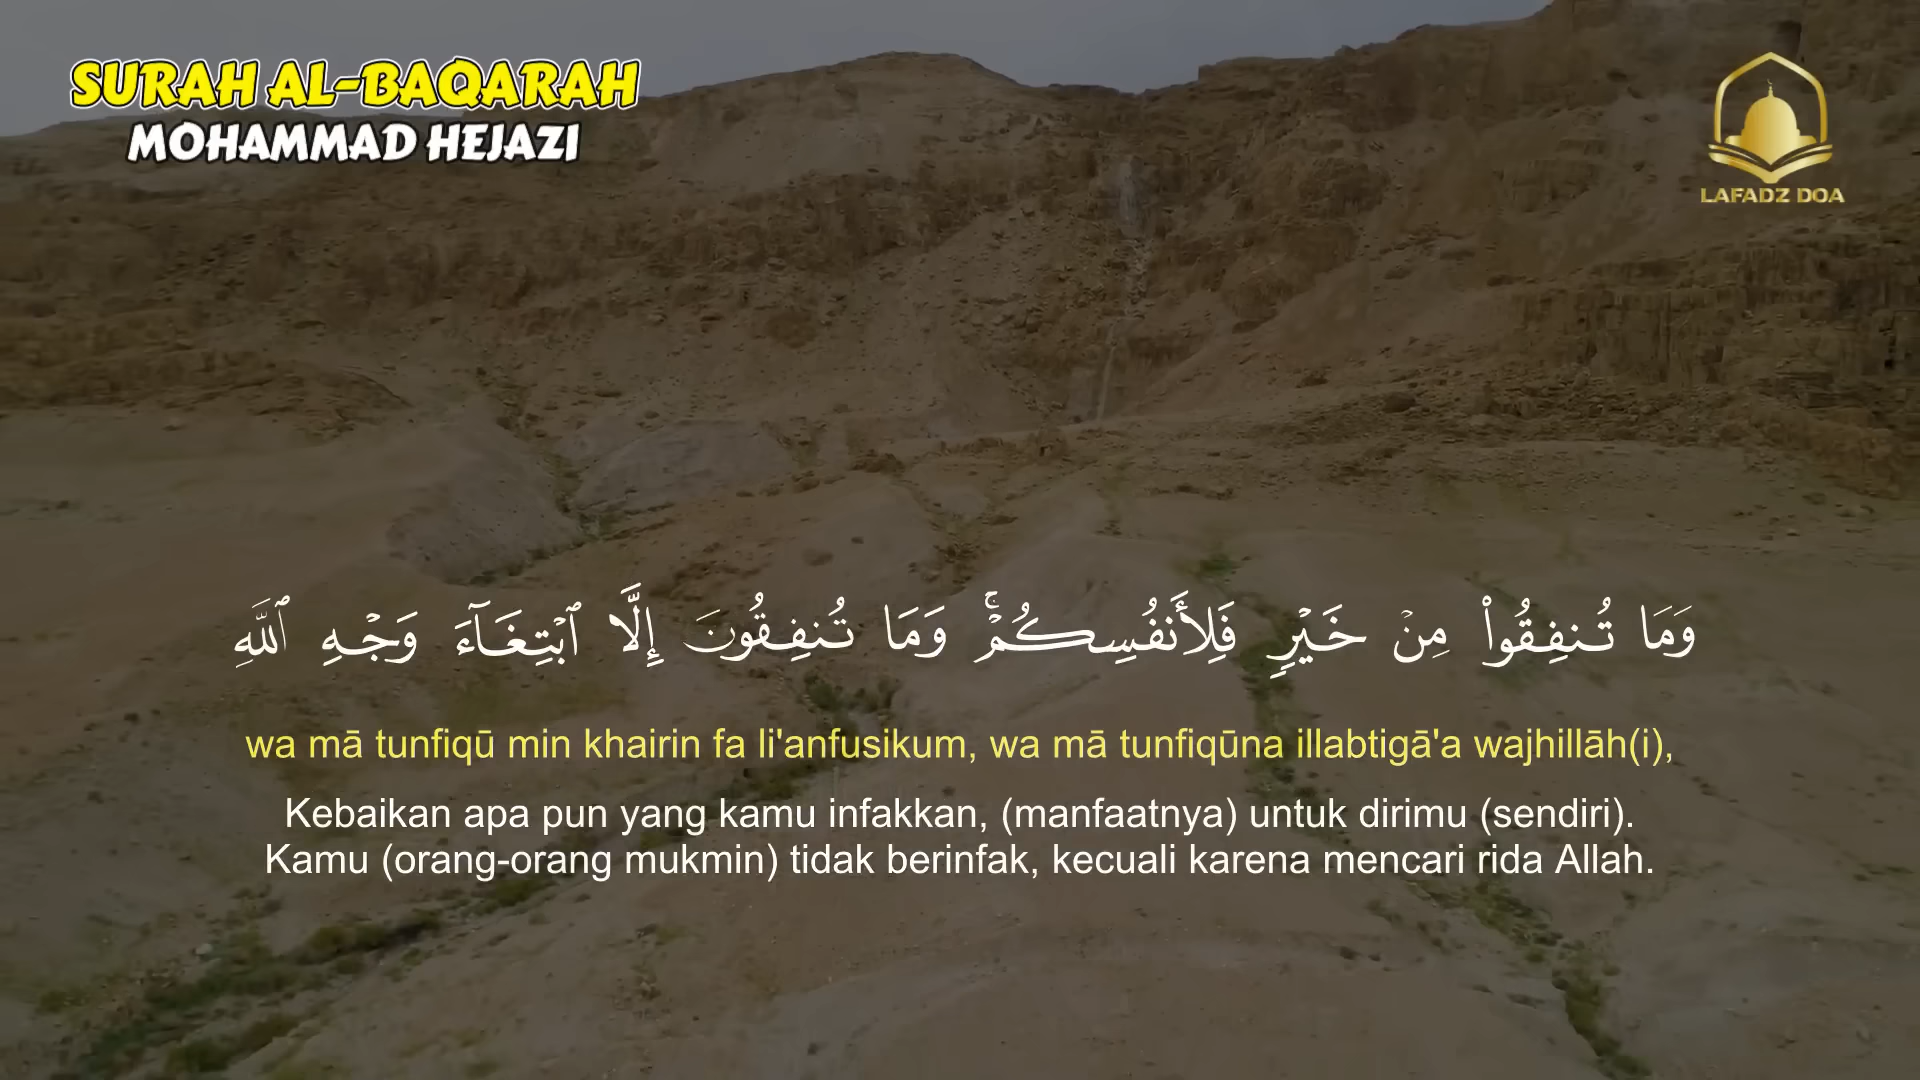 SURAH AL-BAQARAH
MOHAMMAD HEJAZI
LAFADZ DOA
وَمَا تُنفِقُوا۟ مِنْ خَيْرٍ فَلِأَنفُسِكُمْ ۚ وَمَا تُنفِقُونَ إِلَّا ٱبْتِغَآءَ وَجْهِ ٱللَّهِ
wa mā tunfiqū min khairin fa li'anfusikum, wa mā tunfiqūna illabtigā'a wajhillāh(i),
Kebaikan apa pun yang kamu infakkan, (manfaatnya) untuk dirimu (sendiri).
Kamu (orang-orang mukmin) tidak berinfak, kecuali karena mencari rida Allah.